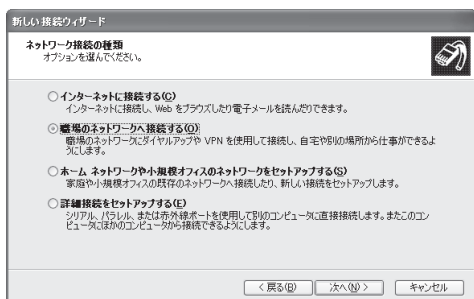 新しい接続ウィザード
ネットワーク接続の種類
オプションを選んでください。
インターネットに接続する(C)
インターネットに接続し、Web をブラウズしたり電子メールを読んだりできます。
職場のネットワークへ接続する(O)
職場のネットワークにダイヤルアップや VPN を使用して接続し、自宅や別の場所から仕事ができるよ
うにします。
ホーム ネットワークや小規模オフィスのネットワークをセットアップする(S)
家庭や小規模オフィスの既存のネットワークへ接続したり、新しい接続をセットアップします。
詳細接続をセットアップする(E)
シリアル、パラレル、または赤外線ポートを使用して別のコンピュータに直接接続します。またこのコン
ピュータにほかのコンピュータから接続できるようにします。
< 戻る(B) 次へ(N) > キャンセル